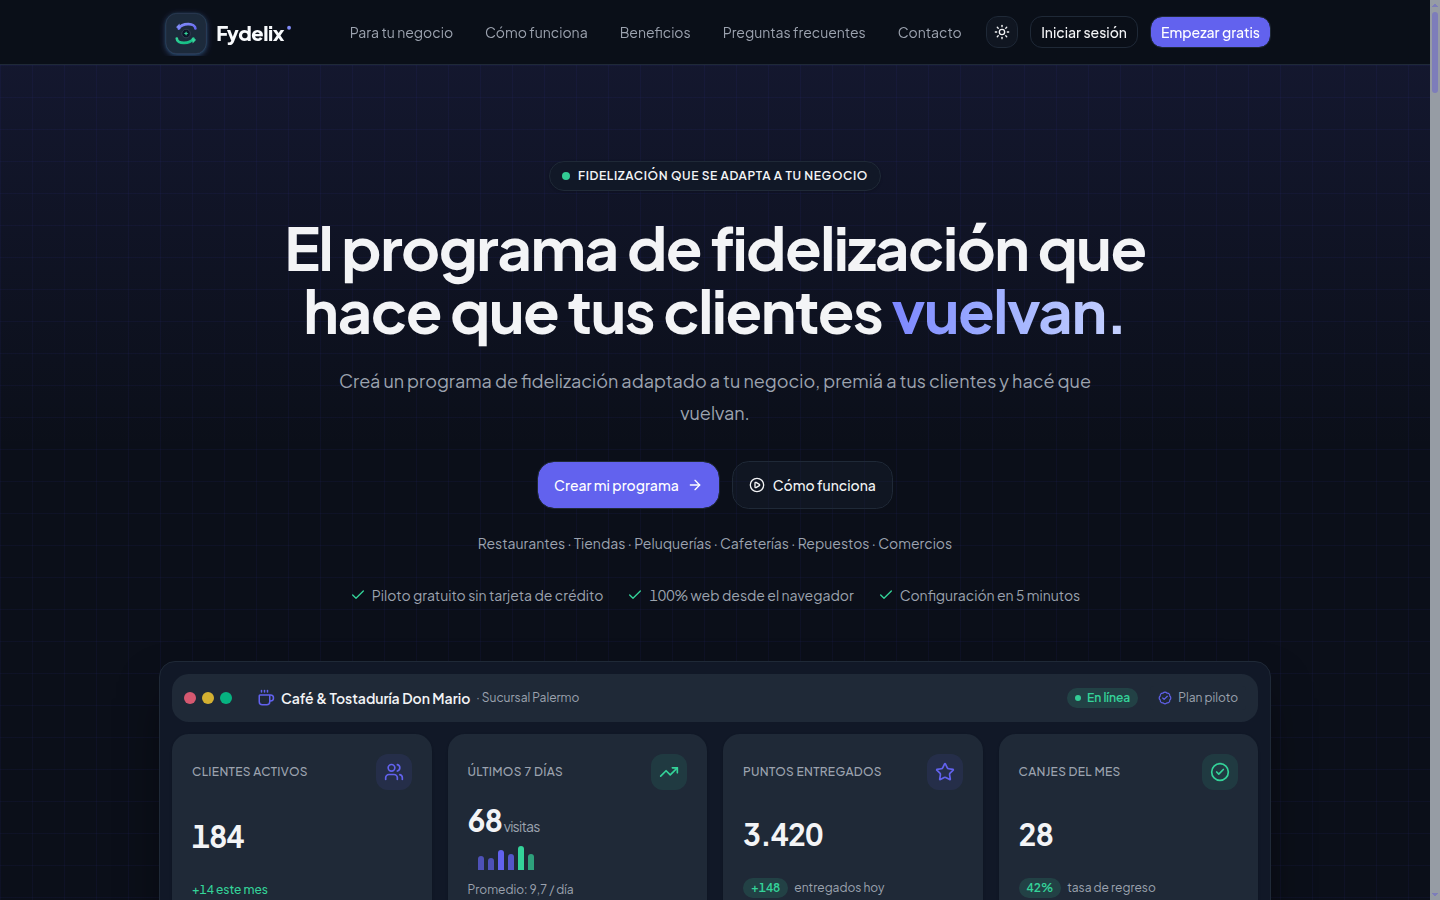 Fydelix
Para tu negocio
Cómo funciona
Beneficios
Preguntas frecuentes
Contacto
Iniciar sesión
Empezar gratis
FIDELIZACIÓN QUE SE ADAPTA A TU NEGOCIO
El programa de fidelización que
hace que tus clientes vuelvan.
Creá un programa de fidelización adaptado a tu negocio, premiá a tus clientes y hacé que
vuelvan.
Crear mi programa
Cómo funciona
Restaurantes · Tiendas · Peluquerías · Cafeterías · Repuestos · Comercios
Piloto gratuito sin tarjeta de crédito
100% web desde el navegador
Configuración en 5 minutos
Café & Tostaduría Don Mario · Sucursal Palermo
En línea
Plan piloto
CLIENTES ACTIVOS
184
+14 este mes
ÚLTIMOS 7 DÍAS
68 visitas
Promedio: 9,7 / día
PUNTOS ENTREGADOS
3.420
+148 entregados hoy
CANJES DEL MES
28
42% tasa de regreso